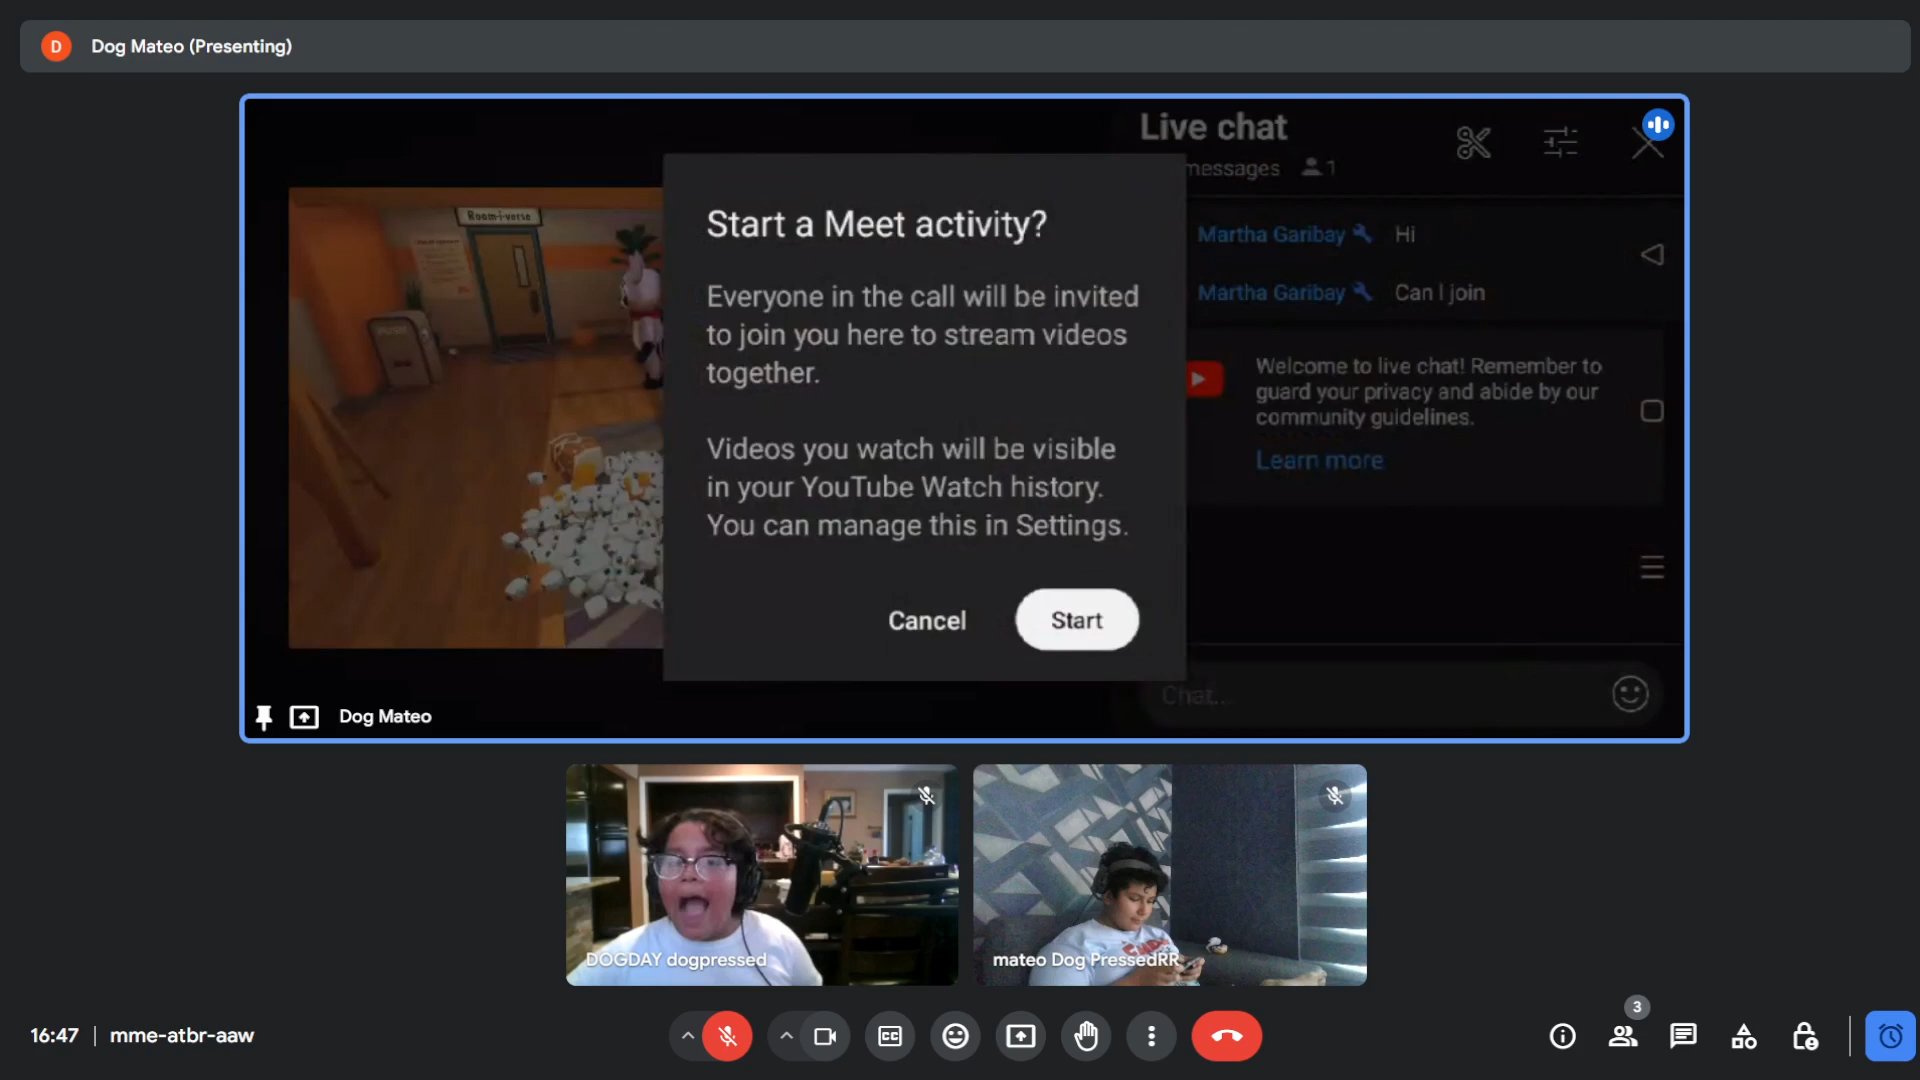 D
Dog Mateo (Presenting)
Live chat
messages 1
Room-i-verse
Start a Meet activity?
Martha Garibay Hi
Everyone in the call will be invited
to join you here to stream videos
together.
Martha Garibay Can I join
Welcome to live chat! Remember to
guard your privacy and abide by our
community guidelines.
Learn more
Videos you watch will be visible
in your YouTube Watch history.
You can manage this in Settings.
Cancel
Start
Chat...
Dog Mateo
DOGDAY dogpressed
mateo Dog PressedRR
16:47
mme-atbr-aaw
CC
3